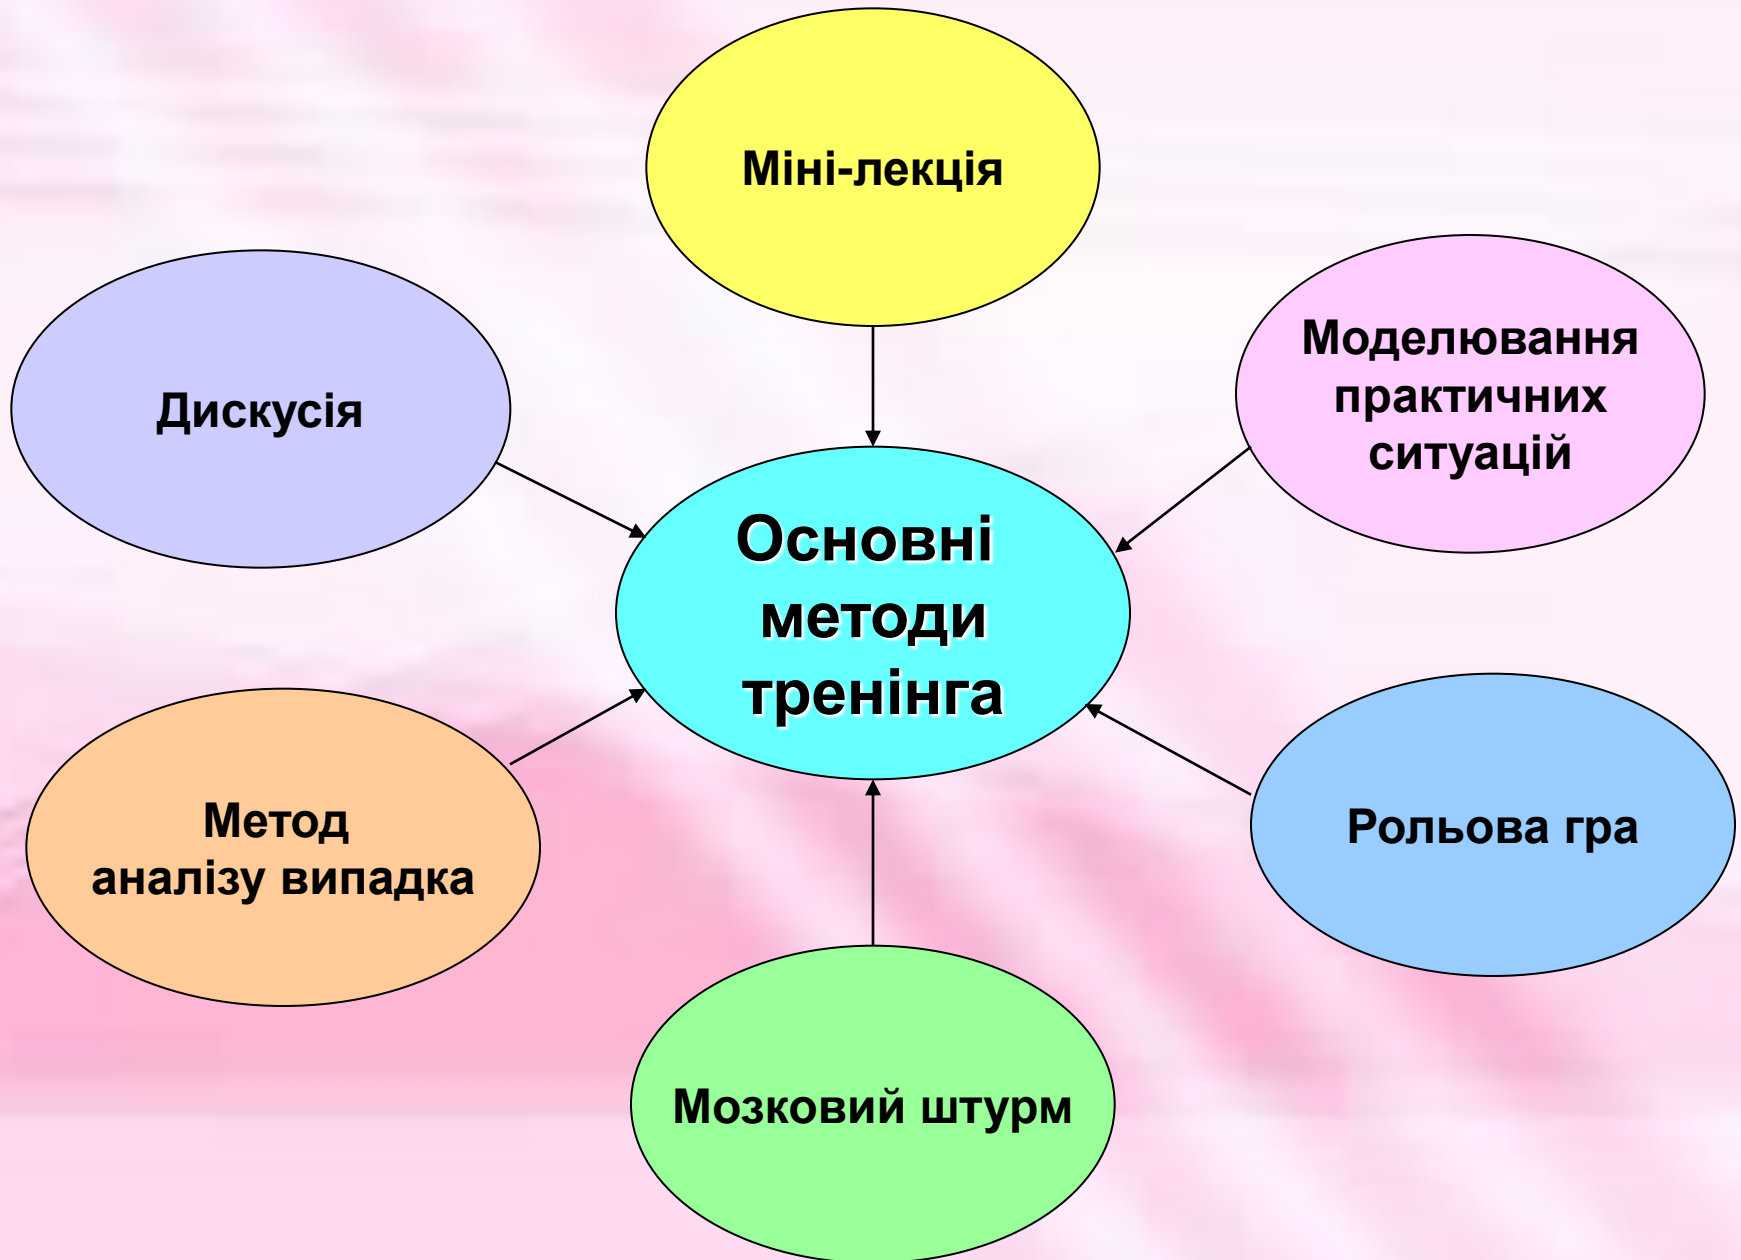 Міні-лекція
Дискусія
Моделювання
практичних
ситуацій
Основні
методи
тренінга
Метод
аналізу випадка
Рольова гра
Мозковий штурм